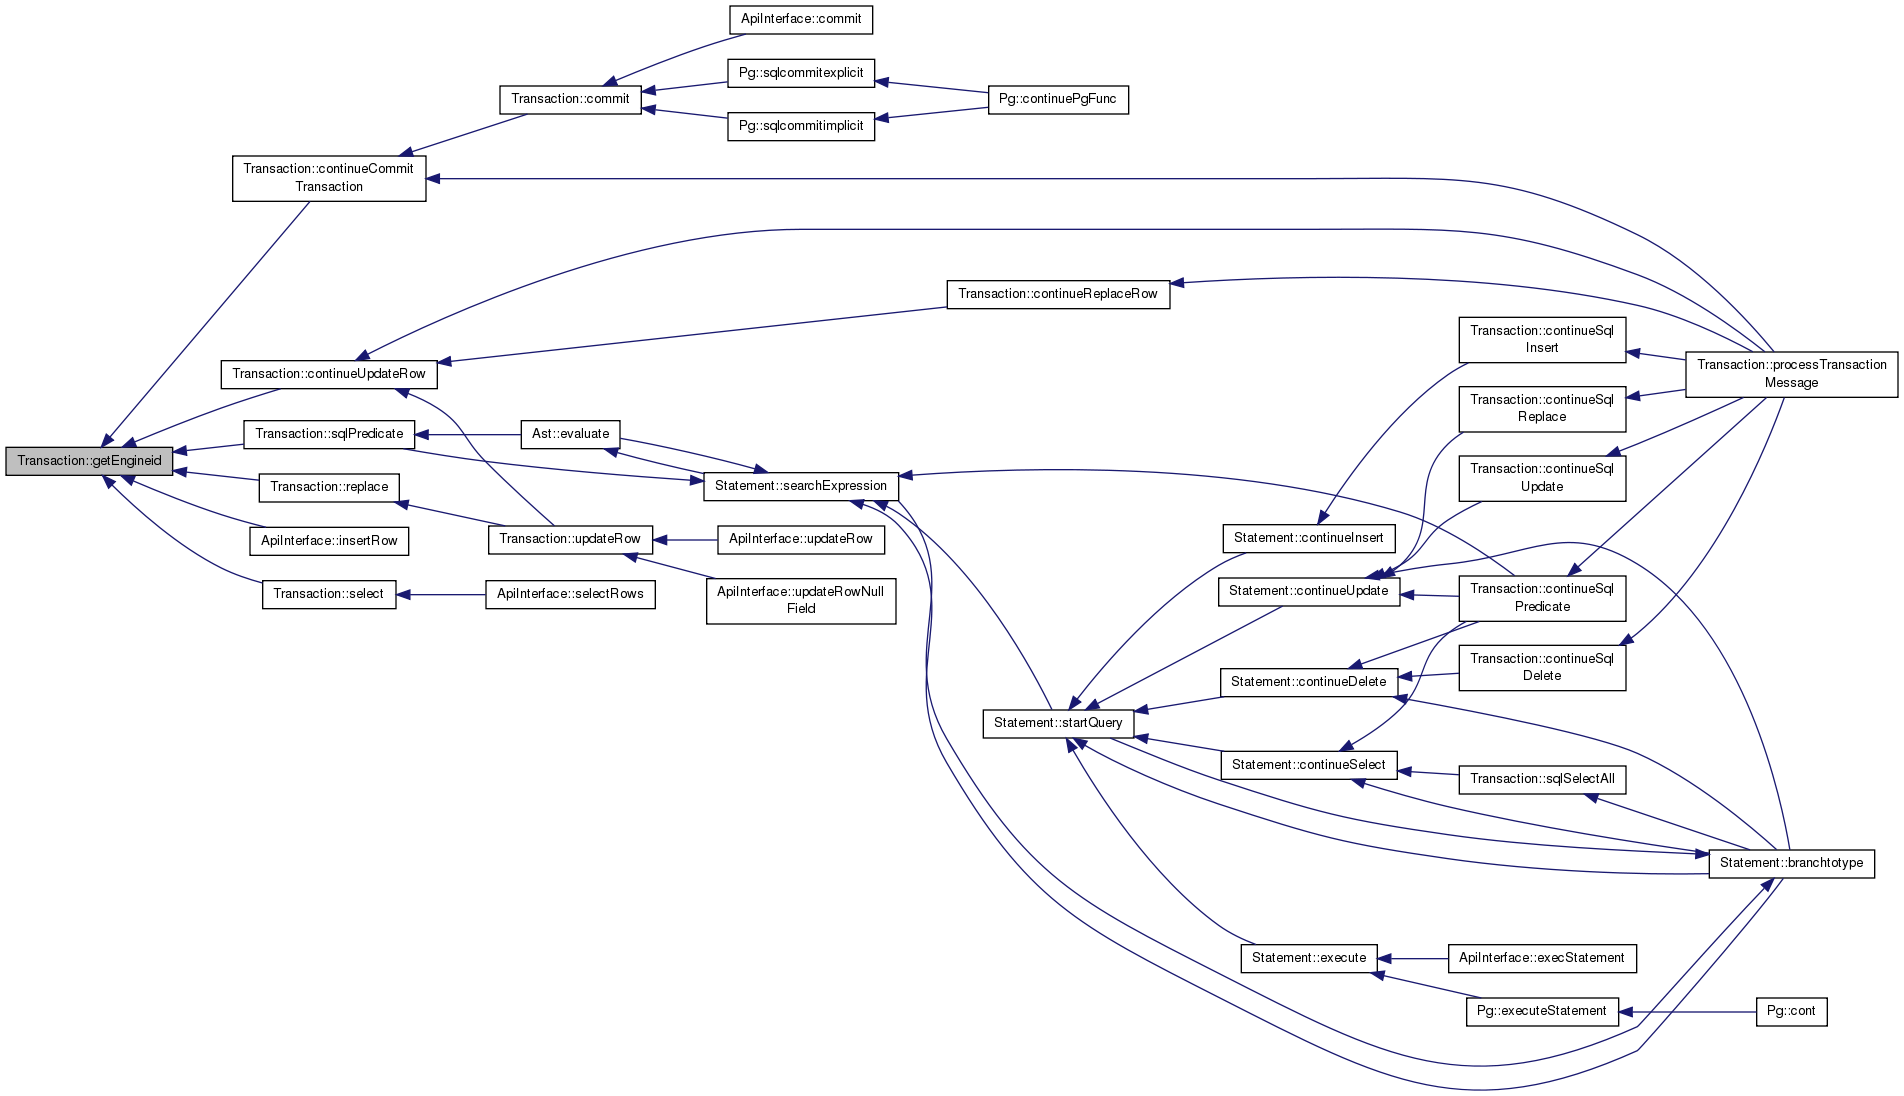 ApiInterface::commit
Pg::sqlcommitexplicit
Transaction::commit
Pg::continuePgFunc
Pg::sqlcommitimplicit
Transaction::continueCommit
Transaction
Transaction::continueReplaceRow
Transaction::continueSql
Insert
Transaction::processTransaction
Message
Transaction::continueUpdateRow
Transaction::continueSql
Replace
Transaction::sqlPredicate
Ast::evaluate
Transaction::getEngineid
Transaction::continueSql
Update
Transaction::replace
Statement::searchExpression
ApiInterface::insertRow
Transaction::updateRow
ApiInterface::updateRow
Statement::continueInsert
Transaction::select
ApiInterface::selectRows
ApiInterface::updateRowNull
Field
Statement::continueUpdate
Transaction::continueSql
Predicate
Statement::continueDelete
Transaction::continueSql
Delete
Statement::startQuery
Statement::continueSelect
Transaction::sqlSelectAll
Statement::branchtotype
Statement::execute
ApiInterface::execStatement
Pg::executeStatement
Pg::cont